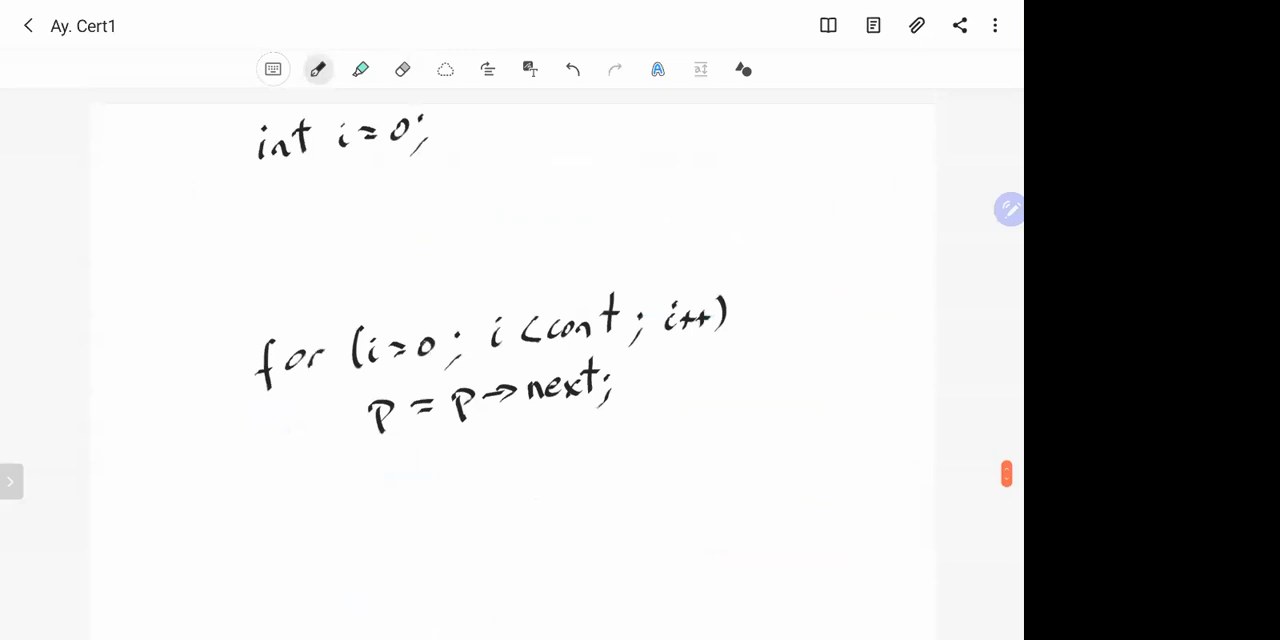 Ay. Cert1
int i=0;
for (i=0; i<cont; i++)
p = p→next;